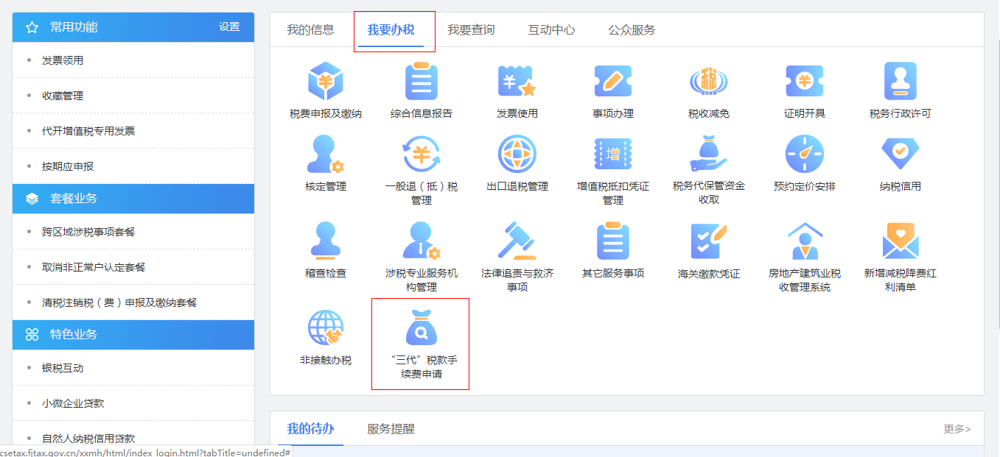 常用功能 设置
发票领用
收藏管理
代开增值税专用发票
按期应申报
套餐业务
跨区域涉税事项套餐
取消非正常户认定套餐
清税注销税（费）申报及缴纳套餐
特色业务
银税互动
小微企业贷款
自然人纳税信用贷款
csetax.fjtax.gov.cn/xxmh/html/index_login.html?tabTitle=undefined#
我的信息 我要办税 我要查询 互动中心 公众服务
税费申报及缴纳 综合信息报告 发票使用 事项办理 税收减免 证明开具 税务行政许可
核定管理 一般退（抵）税 出口退税管理 增值税抵扣凭证 税务代保管资金 预约定价安排 纳税信用
管理 管理 收取
稽查检查 涉税专业服务机 法律追责与救济 其它服务事项 海关缴款凭证 房地产建筑业税 新增减税降费红
构管理 事项 收管理系统 利清单
非接触办税 “三代”税款手
续费申请
我的待办 服务提醒 更多>